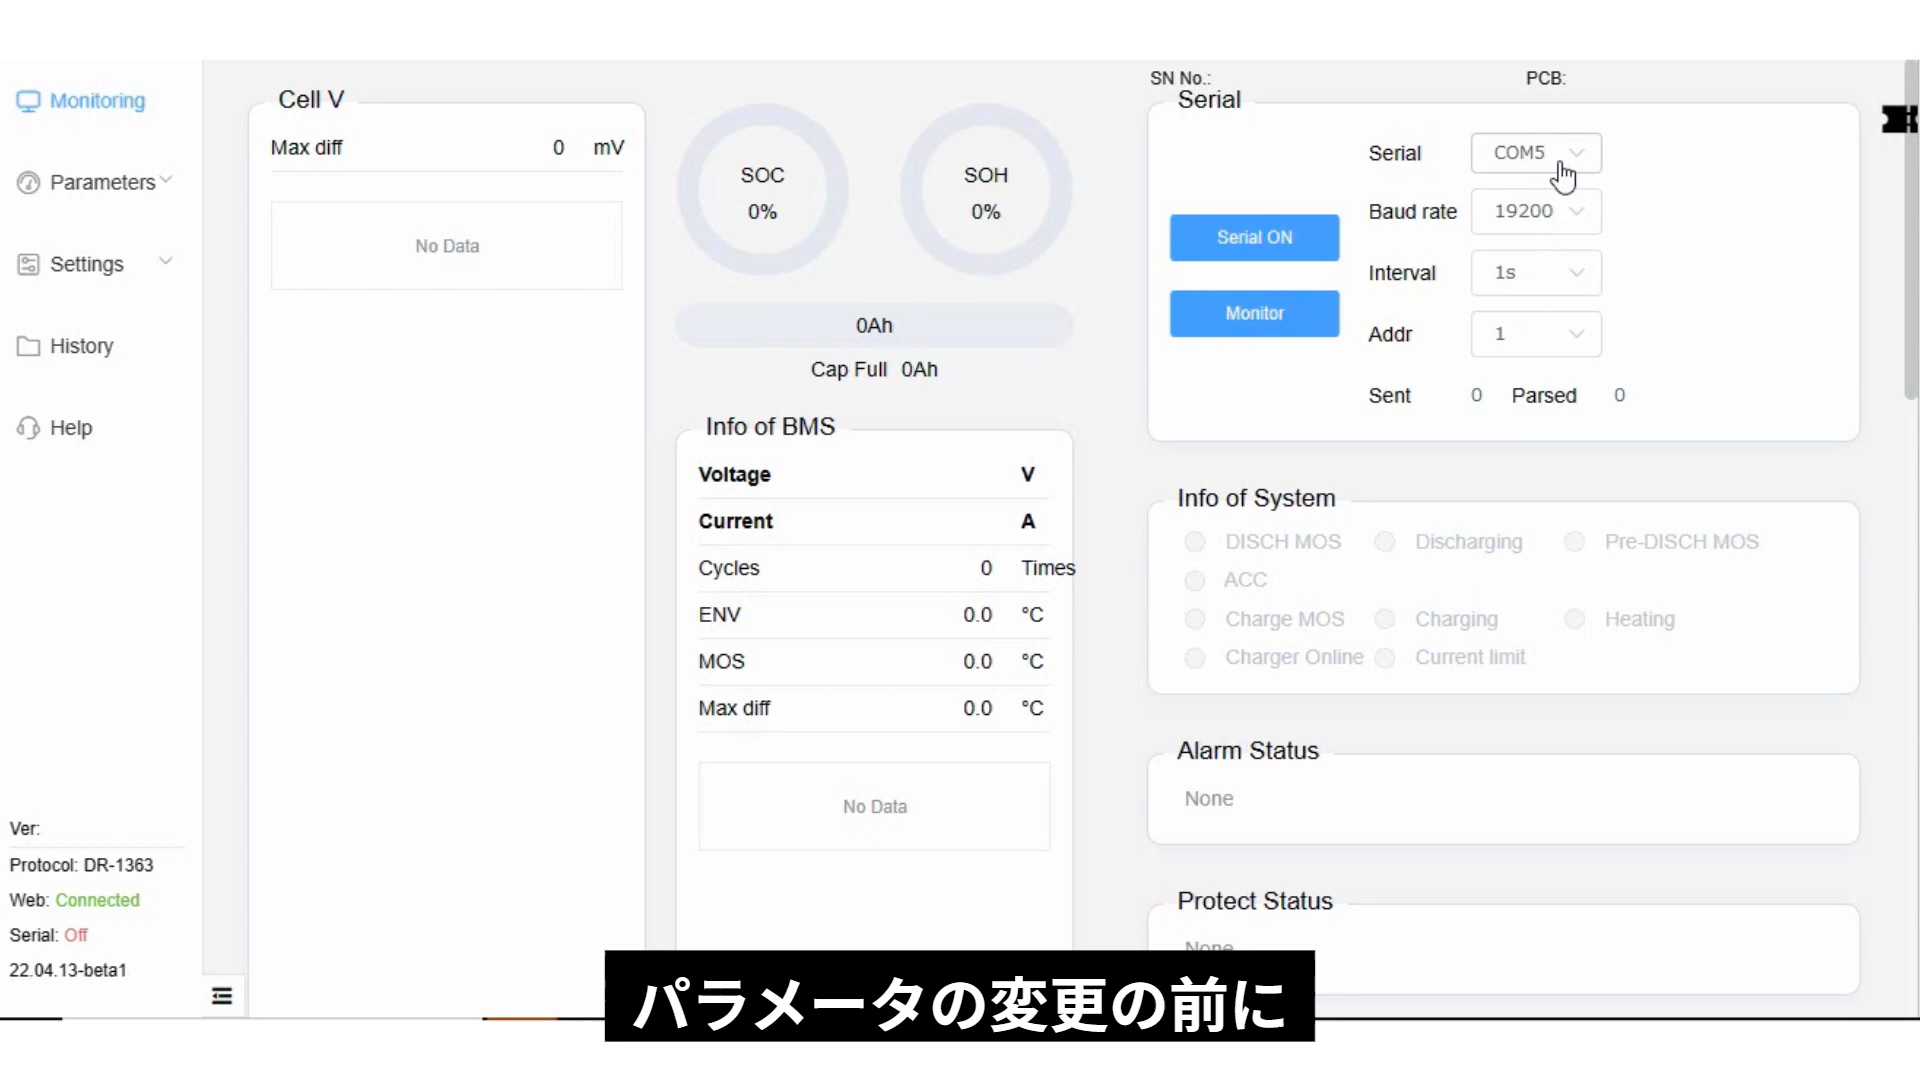 Monitoring
Parameters
Settings
History
Help
Ver:
Protocol: DR-1363
Web: Connected
Serial: Off
22.04.13-beta1
Cell V
Max diff 0 mV
No Data
SOC
0%
SOH
0%
0Ah
Cap Full 0Ah
Info of BMS
Voltage V
Current A
Cycles 0 Times
ENV 0.0 °C
MOS 0.0 °C
Max diff 0.0 °C
No Data
SN No.: PCB:
Serial
Serial COM5
Baud rate 19200
Serial ON
Interval 1s
Monitor
Addr 1
Sent 0 Parsed 0
Info of System
DISCH MOS Discharging Pre-DISCH MOS
ACC
Charge MOS Charging Heating
Charger Online Current limit
Alarm Status
None
Protect Status
None
パラメータの変更の前に